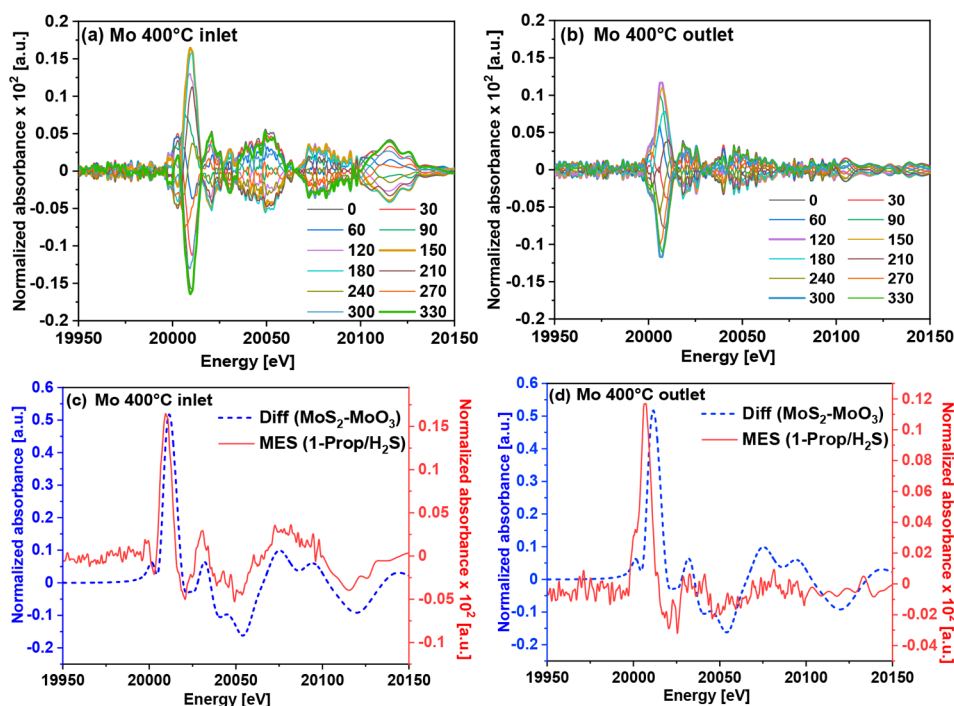 (a) Mo 400°C inlet
Normalized absorbance x 10² [a.u.]
0.2
0.15
0.1
0.05
0
-0.05
-0.1
-0.15
-0.2
0 30
60 90
120 150
180 210
240 270
300 330
19950 20000 20050 20100 20150
Energy [eV]
(b) Mo 400°C outlet
Normalized absorbance x 10² [a.u.]
0.2
0.15
0.1
0.05
0
-0.05
-0.1
-0.15
-0.2
0 30
60 90
120 150
180 210
240 270
300 330
19950 20000 20050 20100 20150
Energy [eV]
(c) Mo 400°C inlet
Diff (MoS₂-MoO₃)
MES (1-Prop/H₂S)
Normalized absorbance [a.u.]
0.6
0.5
0.4
0.3
0.2
0.1
0
-0.1
-0.2
Normalized absorbance x 10² [a.u.]
0.15
0.1
0.05
0
-0.05
-0.1
19950 20000 20050 20100 20150
Energy [eV]
(d) Mo 400°C outlet
Diff (MoS₂-MoO₃)
MES (1-Prop/H₂S)
Normalized absorbance [a.u.]
0.6
0.5
0.4
0.3
0.2
0.1
0
-0.1
-0.2
Normalized absorbance x 10² [a.u.]
0.12
0.1
0.08
0.06
0.04
0.02
0
-0.02
-0.04
19950 20000 20050 20100 20150
Energy [eV]